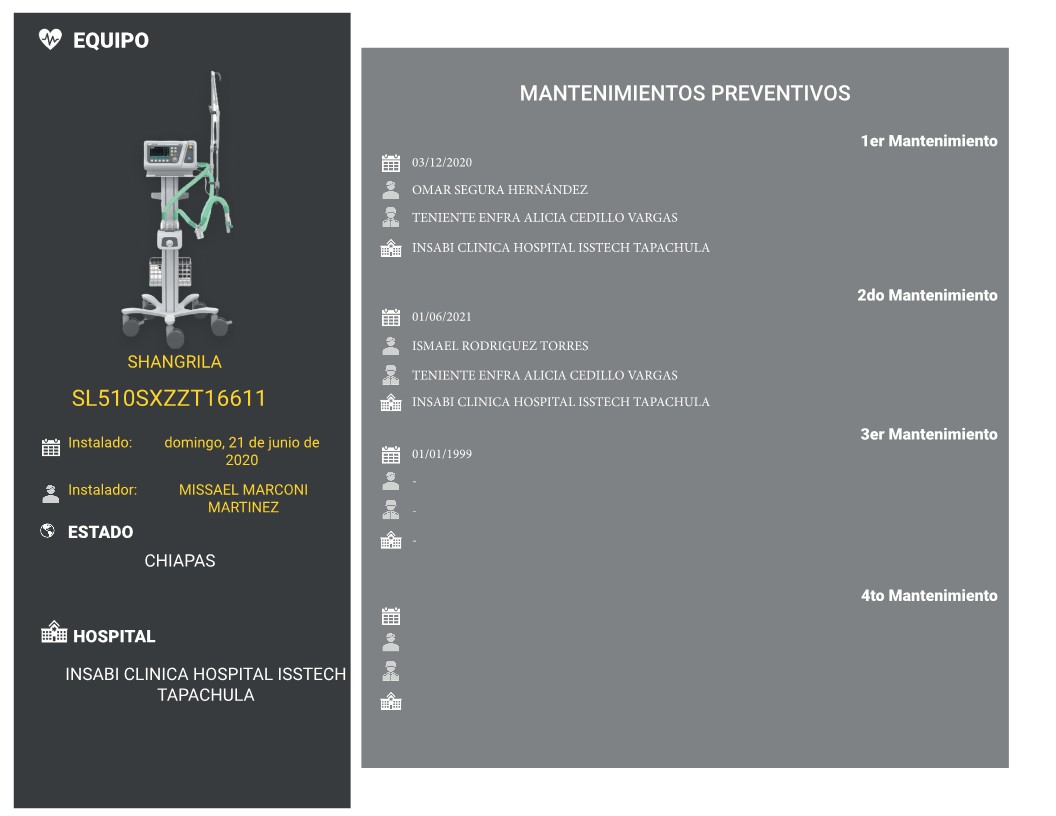 EQUIPO
SHANGRILA
SL510SXZZT16611
Instalado: domingo, 21 de junio de
2020
Instalador: MISSAEL MARCONI
MARTINEZ
ESTADO
CHIAPAS
HOSPITAL
INSABI CLINICA HOSPITAL ISSTECH
TAPACHULA
MANTENIMIENTOS PREVENTIVOS
1er Mantenimiento
03/12/2020
OMAR SEGURA HERNÁNDEZ
TENIENTE ENFRA ALICIA CEDILLO VARGAS
INSABI CLINICA HOSPITAL ISSTECH TAPACHULA
2do Mantenimiento
01/06/2021
ISMAEL RODRIGUEZ TORRES
TENIENTE ENFRA ALICIA CEDILLO VARGAS
INSABI CLINICA HOSPITAL ISSTECH TAPACHULA
3er Mantenimiento
01/01/1999
-
-
-
4to Mantenimiento